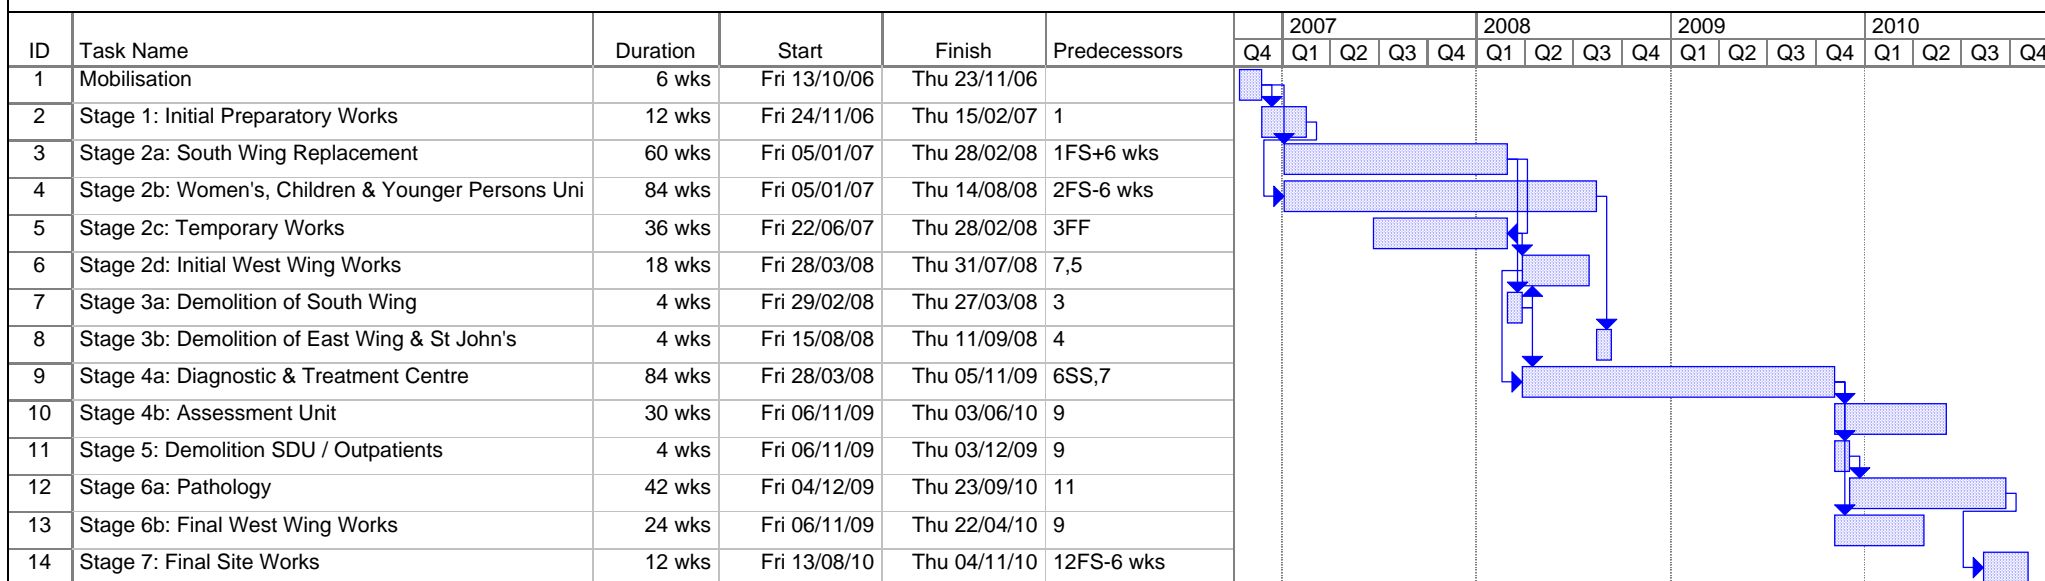 2007 2008 2009 2010
ID Task Name Duration Start Finish Predecessors Q4 Q1 Q2 Q3 Q4 Q1 Q2 Q3 Q4 Q1 Q2 Q3 Q4 Q1 Q2 Q3 Q4
1 Mobilisation 6 wks Fri 13/10/06 Thu 23/11/06
2 Stage 1: Initial Preparatory Works 12 wks Fri 24/11/06 Thu 15/02/07 1
3 Stage 2a: South Wing Replacement 60 wks Fri 05/01/07 Thu 28/02/08 1FS+6 wks
4 Stage 2b: Women's, Children & Younger Persons Uni 84 wks Fri 05/01/07 Thu 14/08/08 2FS-6 wks
5 Stage 2c: Temporary Works 36 wks Fri 22/06/07 Thu 28/02/08 3FF
6 Stage 2d: Initial West Wing Works 18 wks Fri 28/03/08 Thu 31/07/08 7,5
7 Stage 3a: Demolition of South Wing 4 wks Fri 29/02/08 Thu 27/03/08 3
8 Stage 3b: Demolition of East Wing & St John's 4 wks Fri 15/08/08 Thu 11/09/08 4
9 Stage 4a: Diagnostic & Treatment Centre 84 wks Fri 28/03/08 Thu 05/11/09 6SS,7
10 Stage 4b: Assessment Unit 30 wks Fri 06/11/09 Thu 03/06/10 9
11 Stage 5: Demolition SDU / Outpatients 4 wks Fri 06/11/09 Thu 03/12/09 9
12 Stage 6a: Pathology 42 wks Fri 04/12/09 Thu 23/09/10 11
13 Stage 6b: Final West Wing Works 24 wks Fri 06/11/09 Thu 22/04/10 9
14 Stage 7: Final Site Works 12 wks Fri 13/08/10 Thu 04/11/10 12FS-6 wks